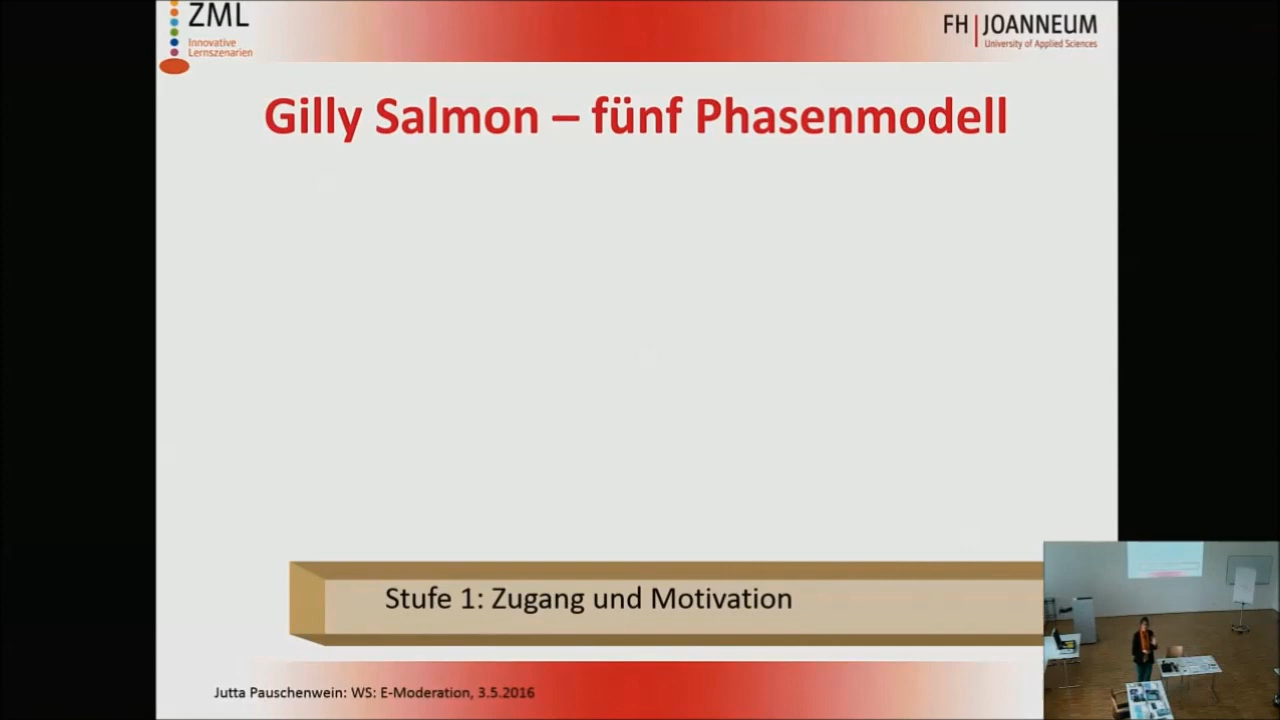 ZML
Innovative
Lernszenarien
FH | JOANNEUM
University of Applied Sciences
Gilly Salmon – fünf Phasenmodell
Stufe 1: Zugang und Motivation
Jutta Pauschenwein: WS: E-Moderation, 3.5.2016